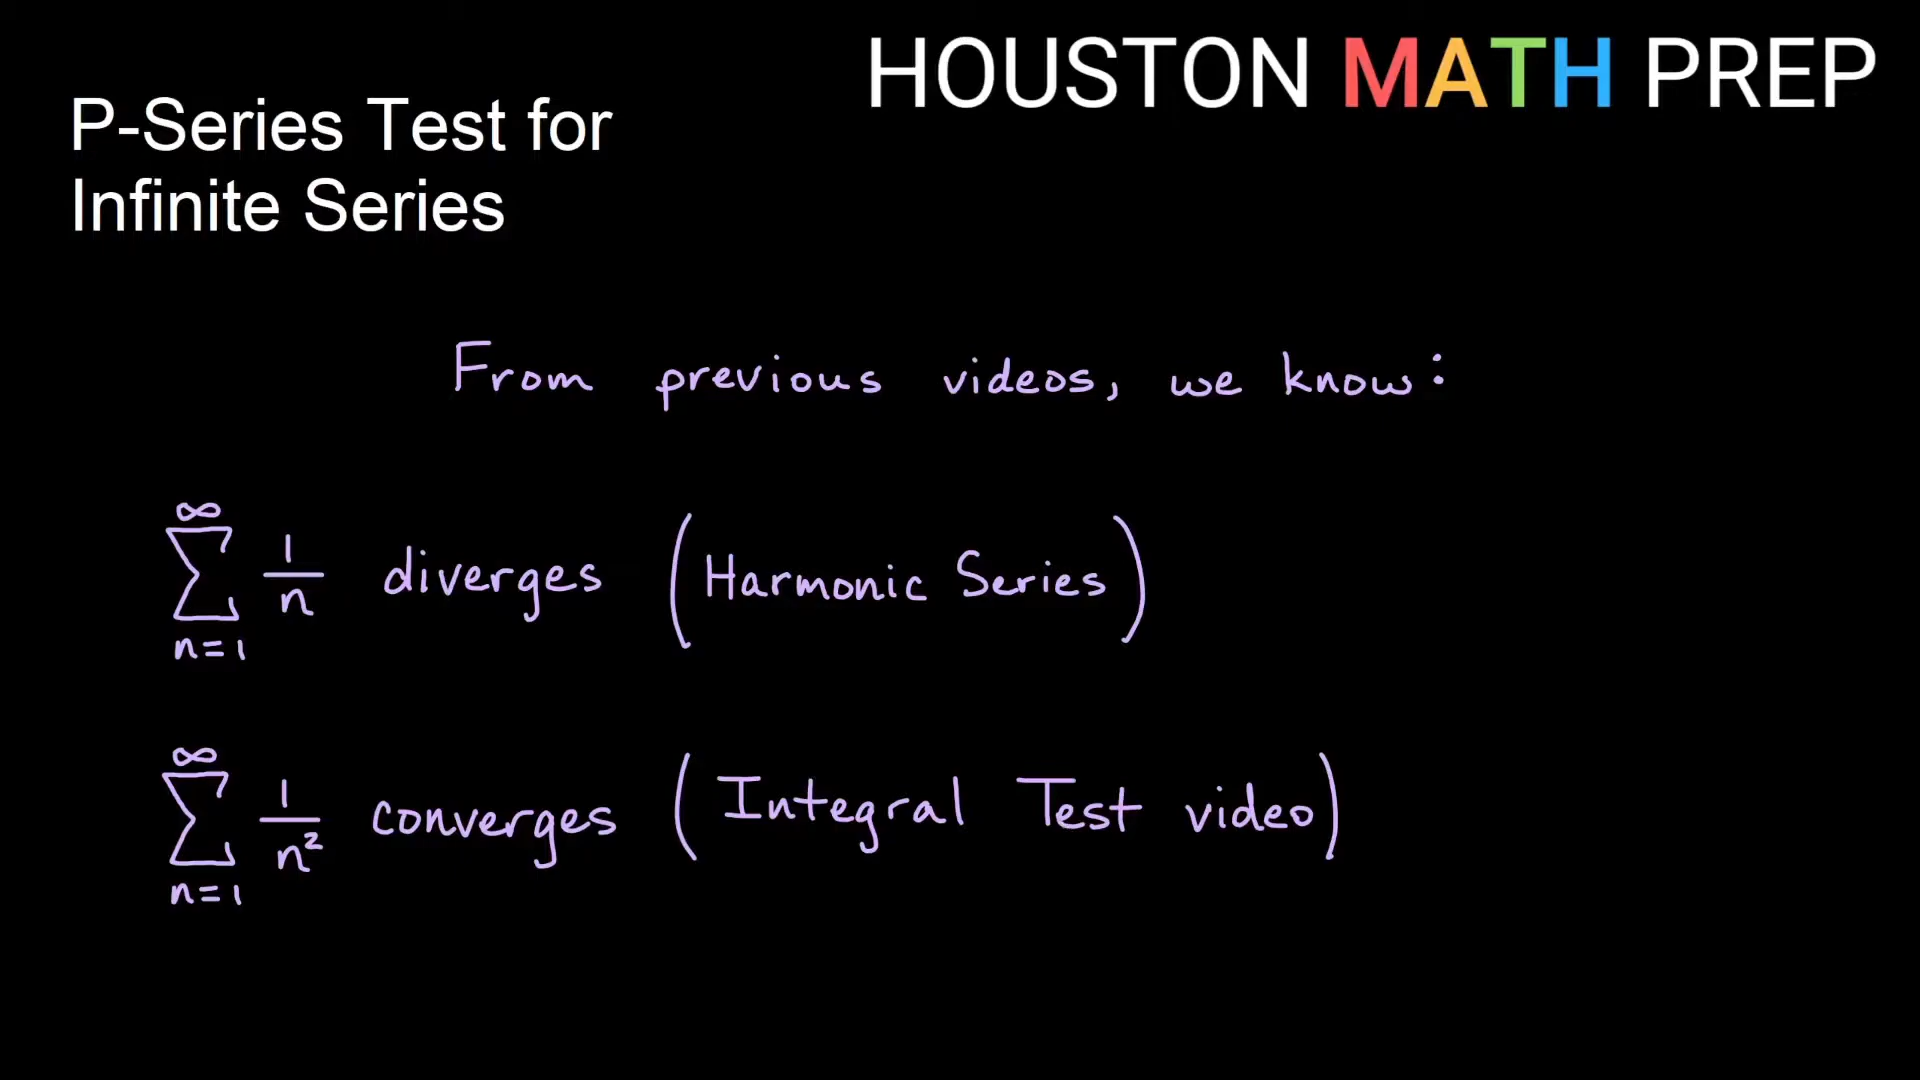 HOUSTON MATH PREP
P-Series Test for
Infinite Series
From previous videos, we know:
∞
∑ 1/n diverges (Harmonic Series)
n=1
∞
∑ 1/n² converges (Integral Test video)
n=1